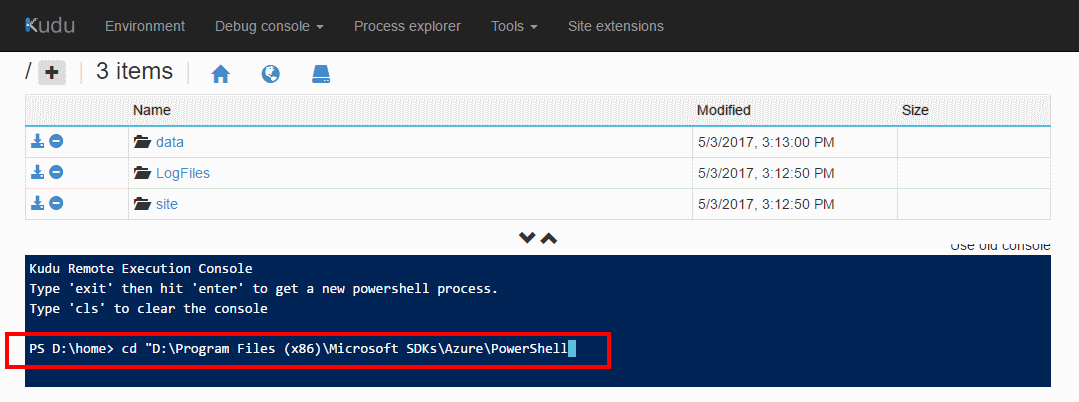 Kudu Environment Debug console Process explorer Tools Site extensions
/ 3 items
Name Modified Size
data 5/3/2017, 3:13:00 PM
LogFiles 5/3/2017, 3:12:50 PM
site 5/3/2017, 3:12:50 PM
Use old console
Kudu Remote Execution Console
Type 'exit' then hit 'enter' to get a new powershell process.
Type 'cls' to clear the console
PS D:\home> cd "D:\Program Files (x86)\Microsoft SDKs\Azure\PowerShell